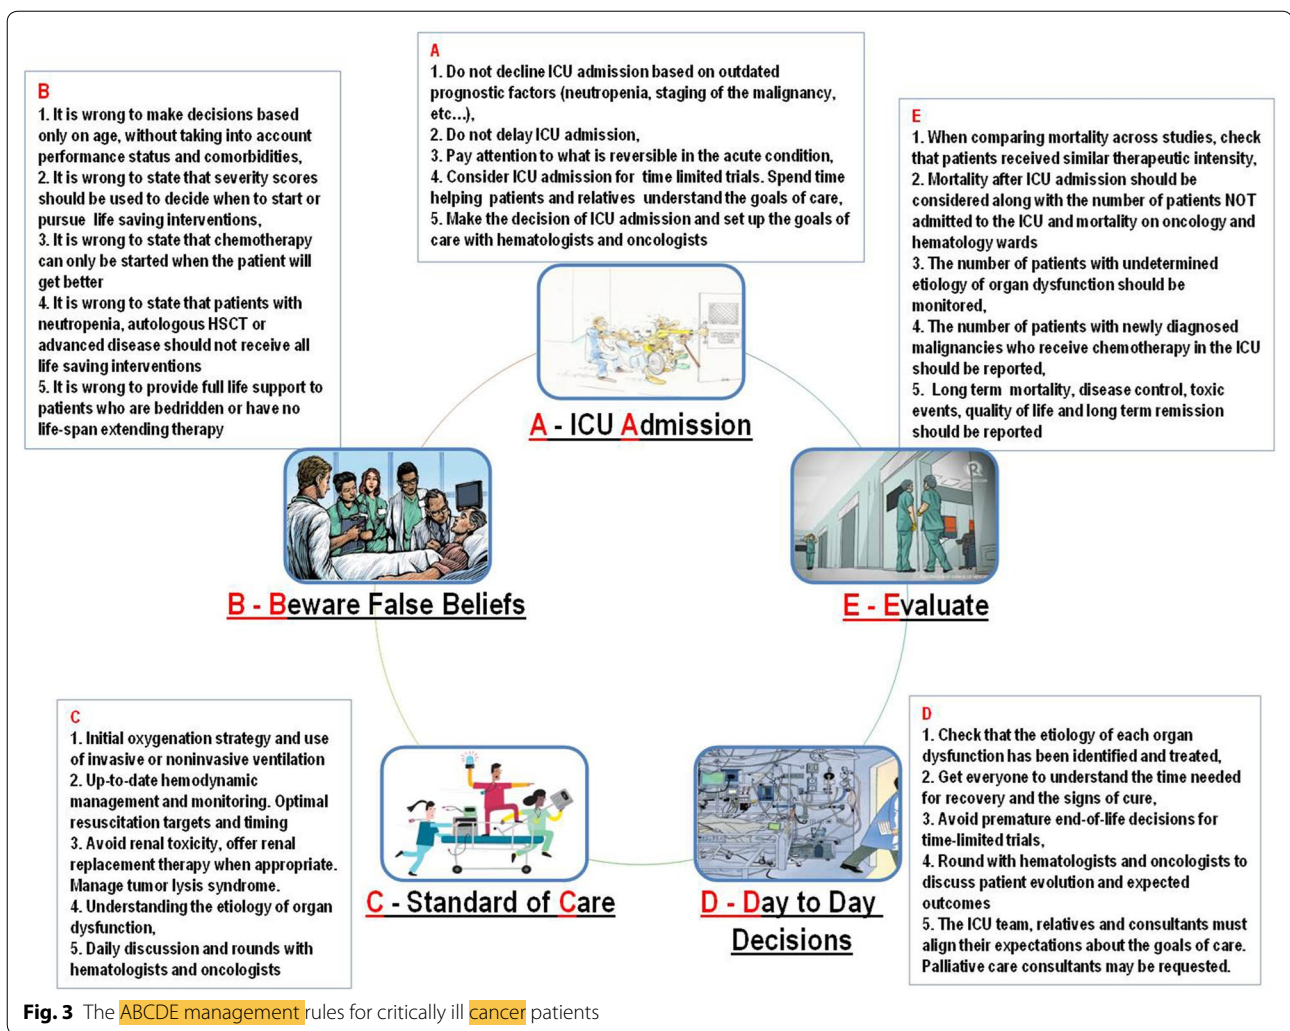 A
1. Do not decline ICU admission based on outdated
prognostic factors (neutropenia, staging of the malignancy,
etc...),
2. Do not delay ICU admission,
3. Pay attention to what is reversible in the acute condition,
4. Consider ICU admission for time limited trials. Spend time
helping patients and relatives understand the goals of care,
5. Make the decision of ICU admission and set up the goals of
care with hematologists and oncologists
B
1. It is wrong to make decisions based
only on age, without taking into account
performance status and comorbidities,
2. It is wrong to state that severity scores
should be used to decide when to start or
pursue life saving interventions,
3. It is wrong to state that chemotherapy
can only be started when the patient will
get better
4. It is wrong to state that patients with
neutropenia, autologous HSCT or
advanced disease should not receive all
life saving interventions
5. It is wrong to provide full life support to
patients who are bedridden or have no
life-span extending therapy
E
1. When comparing mortality across studies, check
that patients received similar therapeutic intensity,
2. Mortality after ICU admission should be
considered along with the number of patients NOT
admitted to the ICU and mortality on oncology and
hematology wards
3. The number of patients with undetermined
etiology of organ dysfunction should be
monitored,
4. The number of patients with newly diagnosed
malignancies who receive chemotherapy in the ICU
should be reported,
5. Long term mortality, disease control, toxic
events, quality of life and long term remission
should be reported
A - ICU Admission
B - Beware False Beliefs
E - Evaluate
C
1. Initial oxygenation strategy and use
of invasive or noninvasive ventilation
2. Up-to-date hemodynamic
management and monitoring. Optimal
resuscitation targets and timing
3. Avoid renal toxicity, offer renal
replacement therapy when appropriate.
Manage tumor lysis syndrome.
4. Understanding the etiology of organ
dysfunction,
5. Daily discussion and rounds with
hematologists and oncologists
C - Standard of Care
D - Day to Day
Decisions
D
1. Check that the etiology of each organ
dysfunction has been identified and treated,
2. Get everyone to understand the time needed
for recovery and the signs of cure,
3. Avoid premature end-of-life decisions for
time-limited trials,
4. Round with hematologists and oncologists to
discuss patient evolution and expected
outcomes
5. The ICU team, relatives and consultants must
align their expectations about the goals of care.
Palliative care consultants may be requested.
Fig. 3 The ABCDE management rules for critically ill cancer patients